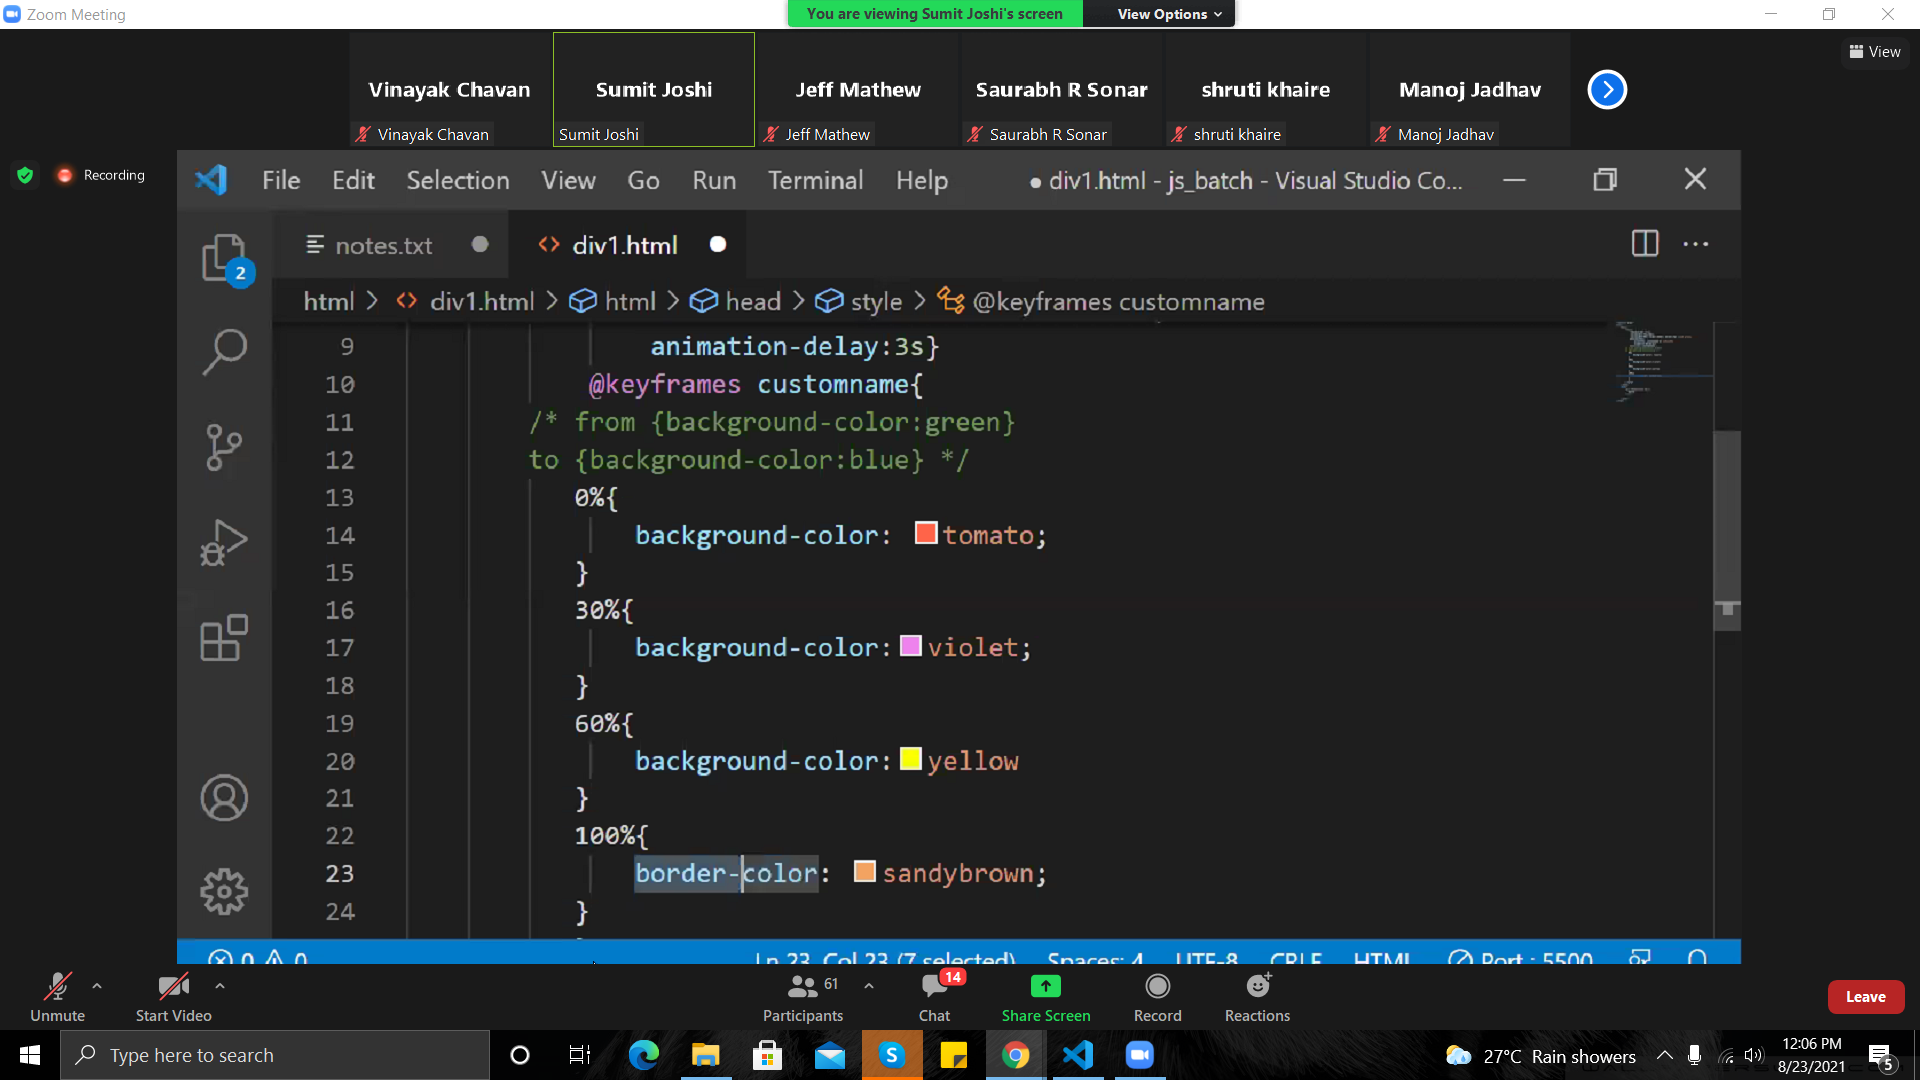 Zoom Meeting
You are viewing Sumit Joshi's screen
View Options
View
Vinayak Chavan
Sumit Joshi
Jeff Mathew
Saurabh R Sonar
shruti khaire
Manoj Jadhav
Vinayak Chavan
Sumit Joshi
Jeff Mathew
Saurabh R Sonar
shruti khaire
Manoj Jadhav
Recording
File Edit Selection View Go Run Terminal Help
● div1.html - js_batch - Visual Studio Co...
notes.txt
<> div1.html
2
html > <> div1.html > html > head > style > @keyframes customname
9 animation-delay:3s}
10 @keyframes customname{
11 /* from {background-color:green}
12 to {background-color:blue} */
13 0%{
14 background-color: tomato;
15 }
16 30%{
17 background-color:violet;
18 }
19 60%{
20 background-color:yellow
21 }
22 100%{
23 border-color: sandybrown;
24 }
0 0
Ln 23, Col 23 (7 selected) Spaces: 4 UTF-8 CRLF HTML Port : 5500
Unmute
Start Video
61
Participants
14
Chat
Share Screen
Record
Reactions
Leave
Type here to search
27°C Rain showers
12:06 PM
8/23/2021
5